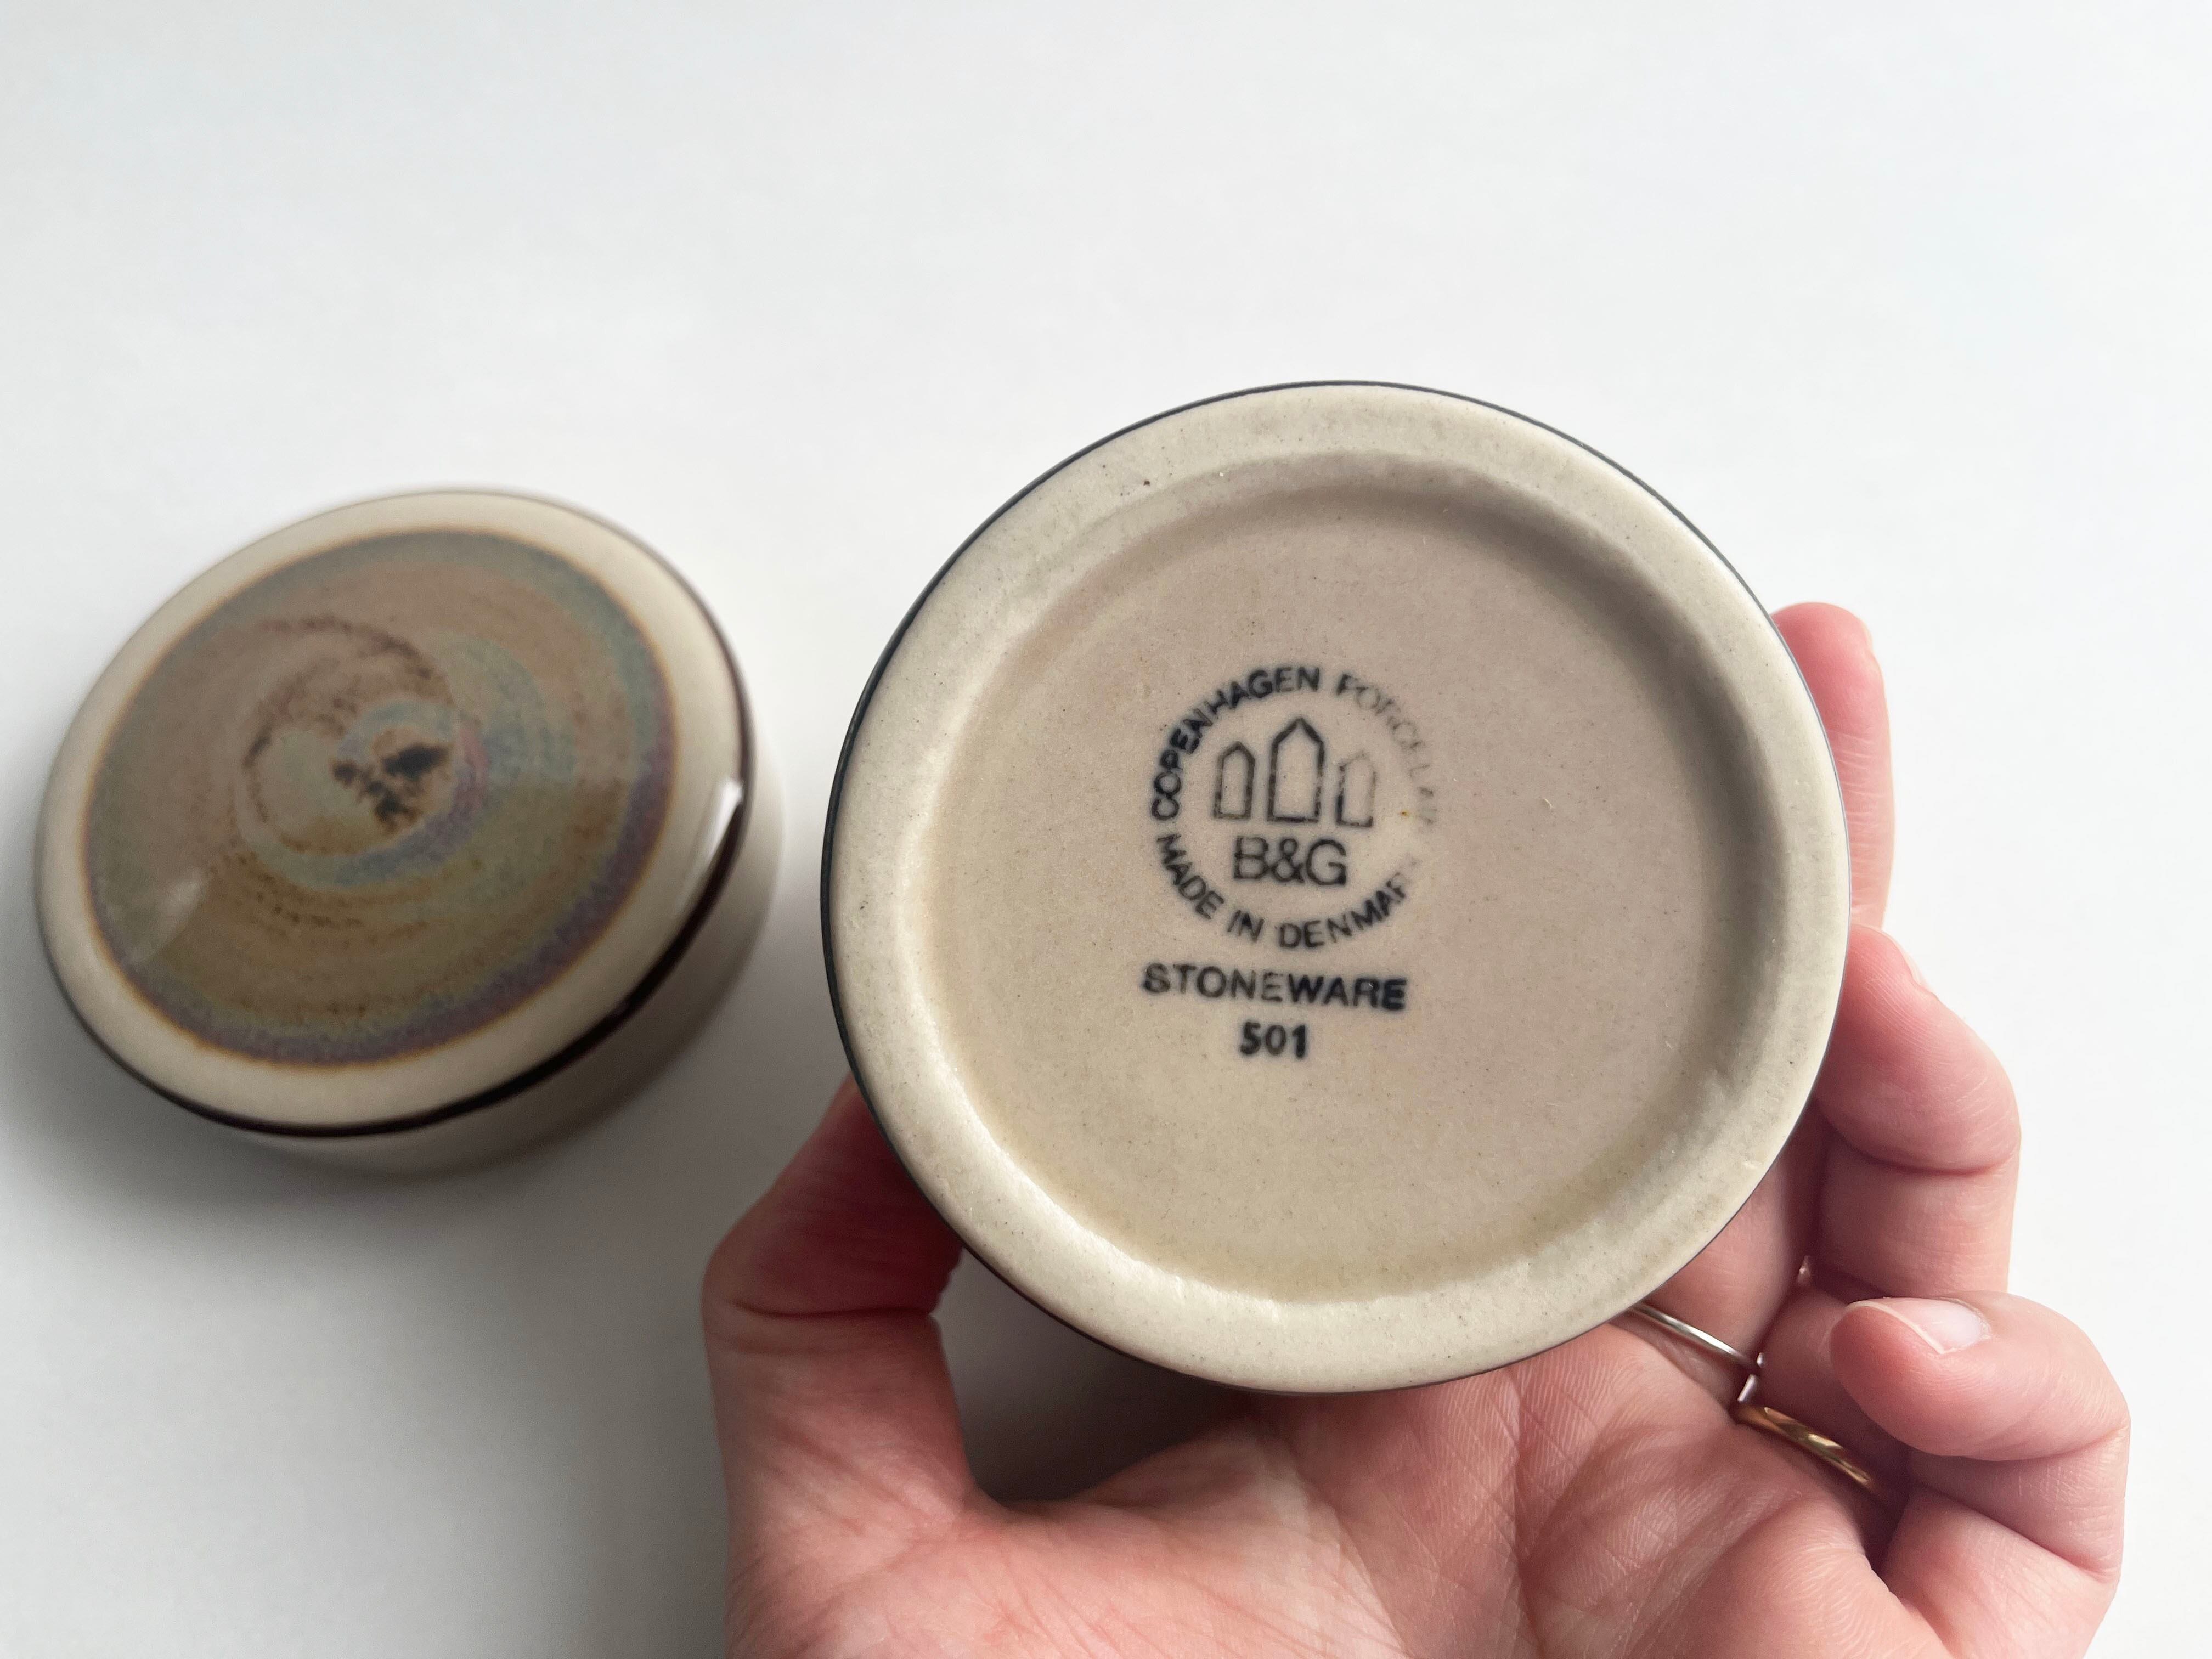 COPENHAGEN PORCELAIN
B&G
MADE IN DENMARK
STONEWARE
501